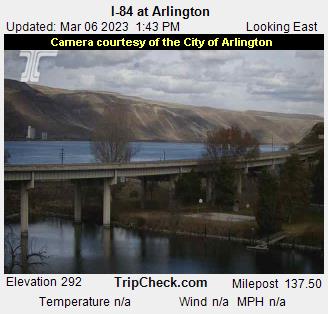 I-84 at Arlington
Updated: Mar 06 2023 1:43 PM Looking East
Camera courtesy of the City of Arlington
Elevation 292 TripCheck.com Milepost 137.50
Temperature n/a Wind n/a MPH n/a